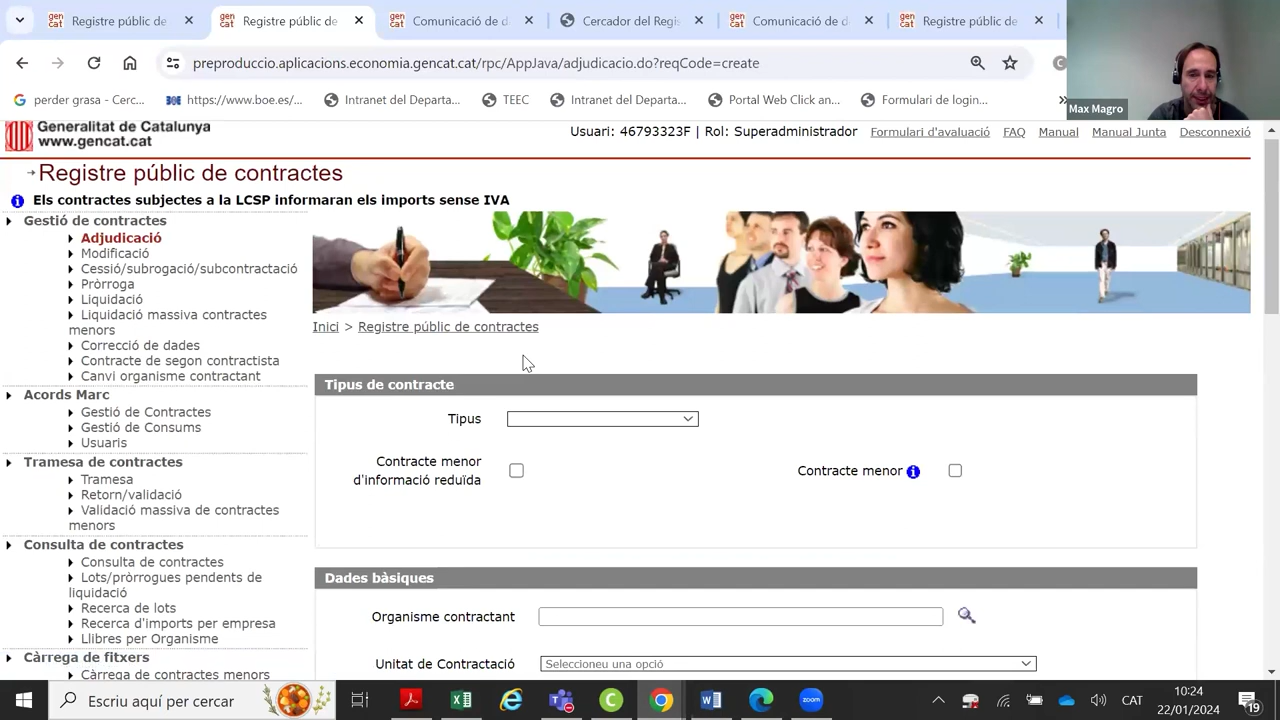 Registre públic de
Registre públic de
Comunicació de d
Cercador del Regis
Comunicació de d
Registre públic de
preproduccio.aplicacions.economia.gencat.cat/rpc/AppJava/adjudicacio.do?reqCode=create
perder grasa - Cerc...
https://www.boe.es/...
Intranet del Departa...
TEEC
Intranet del Departa...
Portal Web Click an...
Formulari de login...
Max Magro
Generalitat de Catalunya
www.gencat.cat
Usuari: 46793323F | Rol: Superadministrador
Formulari d'avaluació
FAQ
Manual
Manual Junta
Desconnexió
Registre públic de contractes
Els contractes subjectes a la LCSP informaran els imports sense IVA
Gestió de contractes
Adjudicació
Modificació
Cessió/subrogació/subcontractació
Pròrroga
Liquidació
Liquidació massiva contractes
menors
Correcció de dades
Contracte de segon contractista
Canvi organisme contractant
Acords Marc
Gestió de Contractes
Gestió de Consums
Usuaris
Tramesa de contractes
Tramesa
Retorn/validació
Validació massiva de contractes
menors
Consulta de contractes
Consulta de contractes
Lots/pròrrogues pendents de
liquidació
Recerca de lots
Recerca d'imports per empresa
Llibres per Organisme
Càrrega de fitxers
Càrrega de contractes menors
Inici > Registre públic de contractes
Tipus de contracte
Tipus
Contracte menor
d'informació reduïda
Contracte menor
Dades bàsiques
Organisme contractant
Unitat de Contractació
Seleccioneu una opció
Escriu aquí per cercar
CAT
10:24
22/01/2024
19